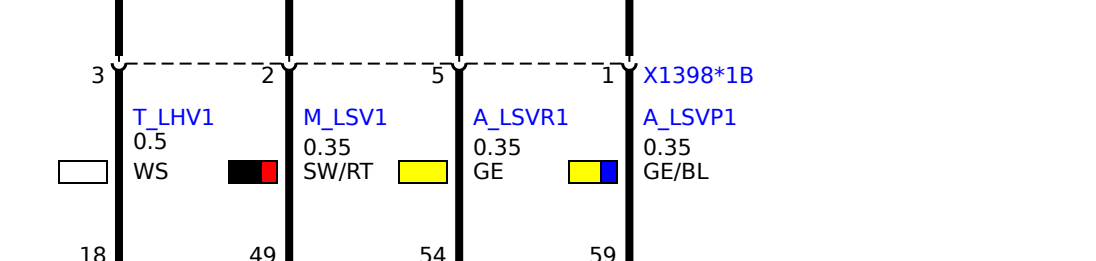 3 2 5 1 X1398*1B
T_LHV1 M_LSV1 A_LSVR1 A_LSVP1
0.5 0.35 0.35 0.35
WS SW/RT GE GE/BL
18 49 54 59